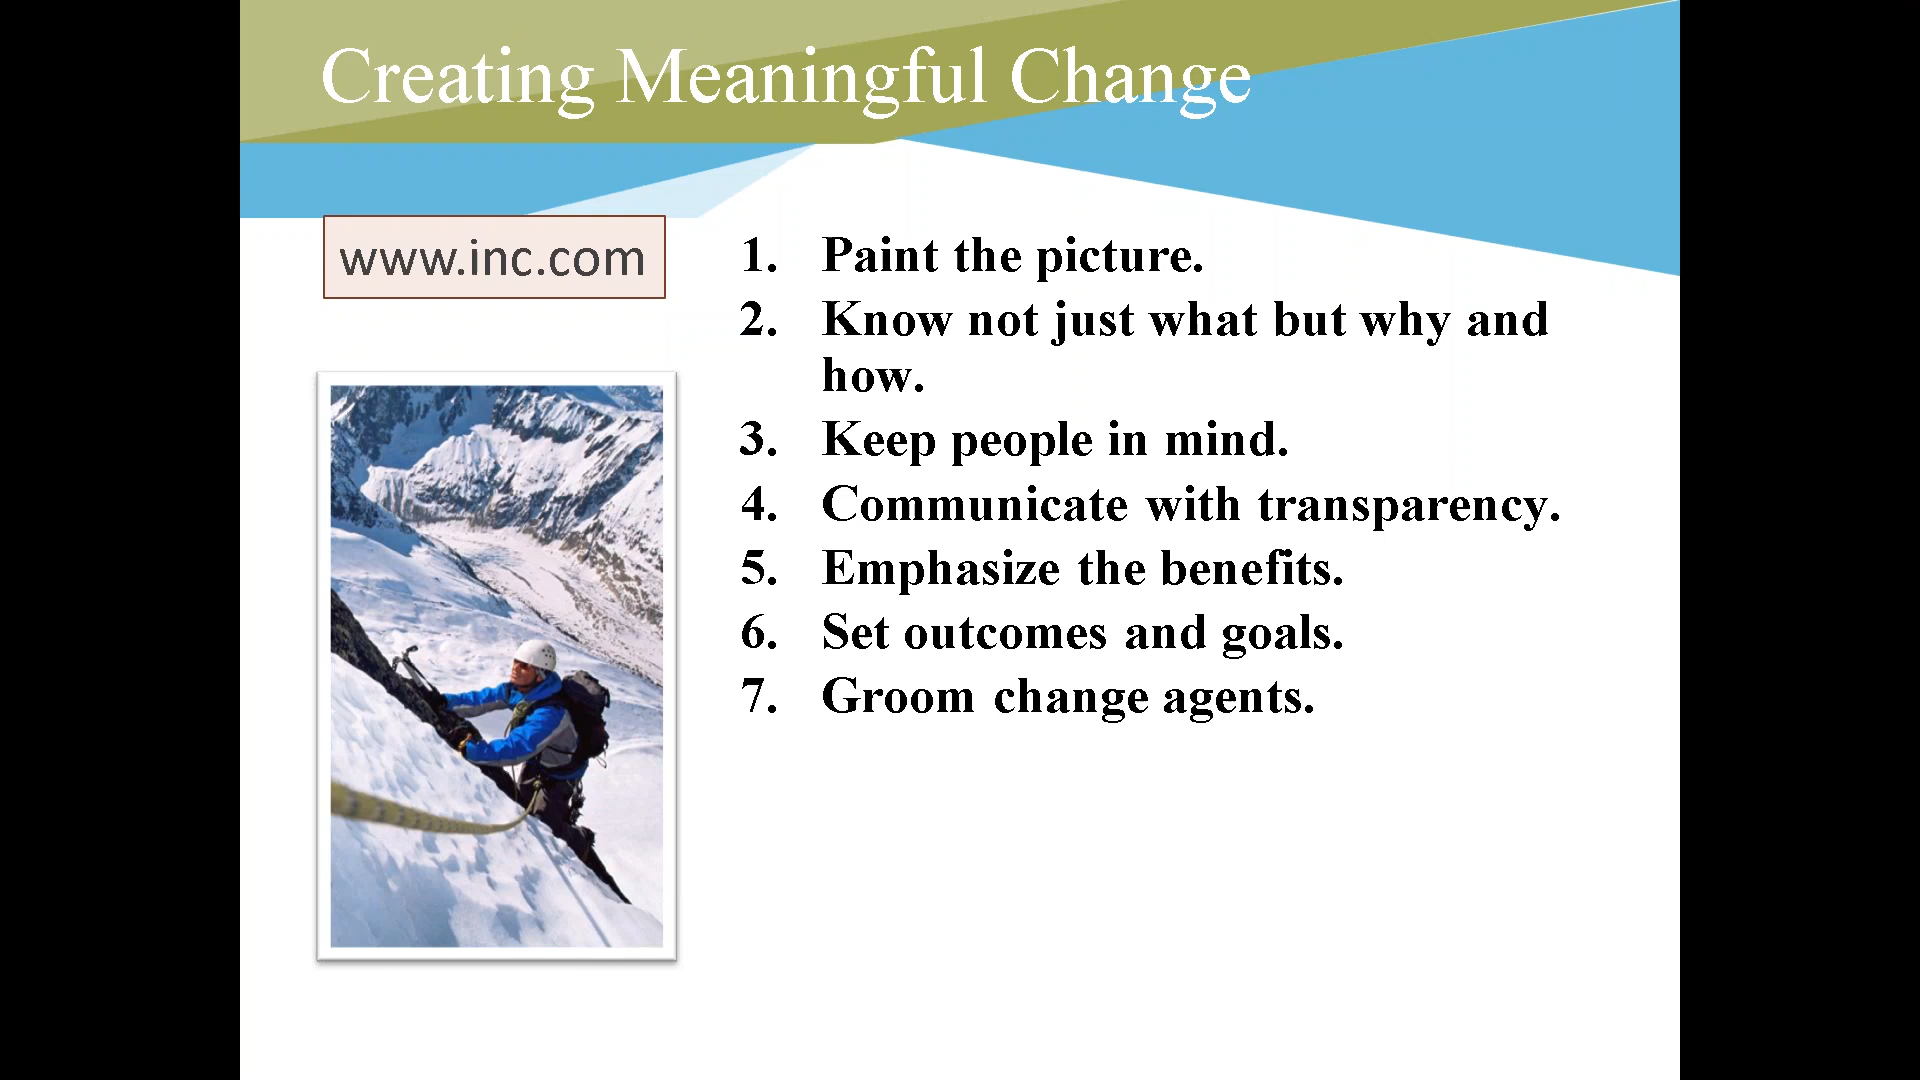 Creating Meaningful Change
www.inc.com
1. Paint the picture.
2. Know not just what but why and
how.
3. Keep people in mind.
4. Communicate with transparency.
5. Emphasize the benefits.
6. Set outcomes and goals.
7. Groom change agents.